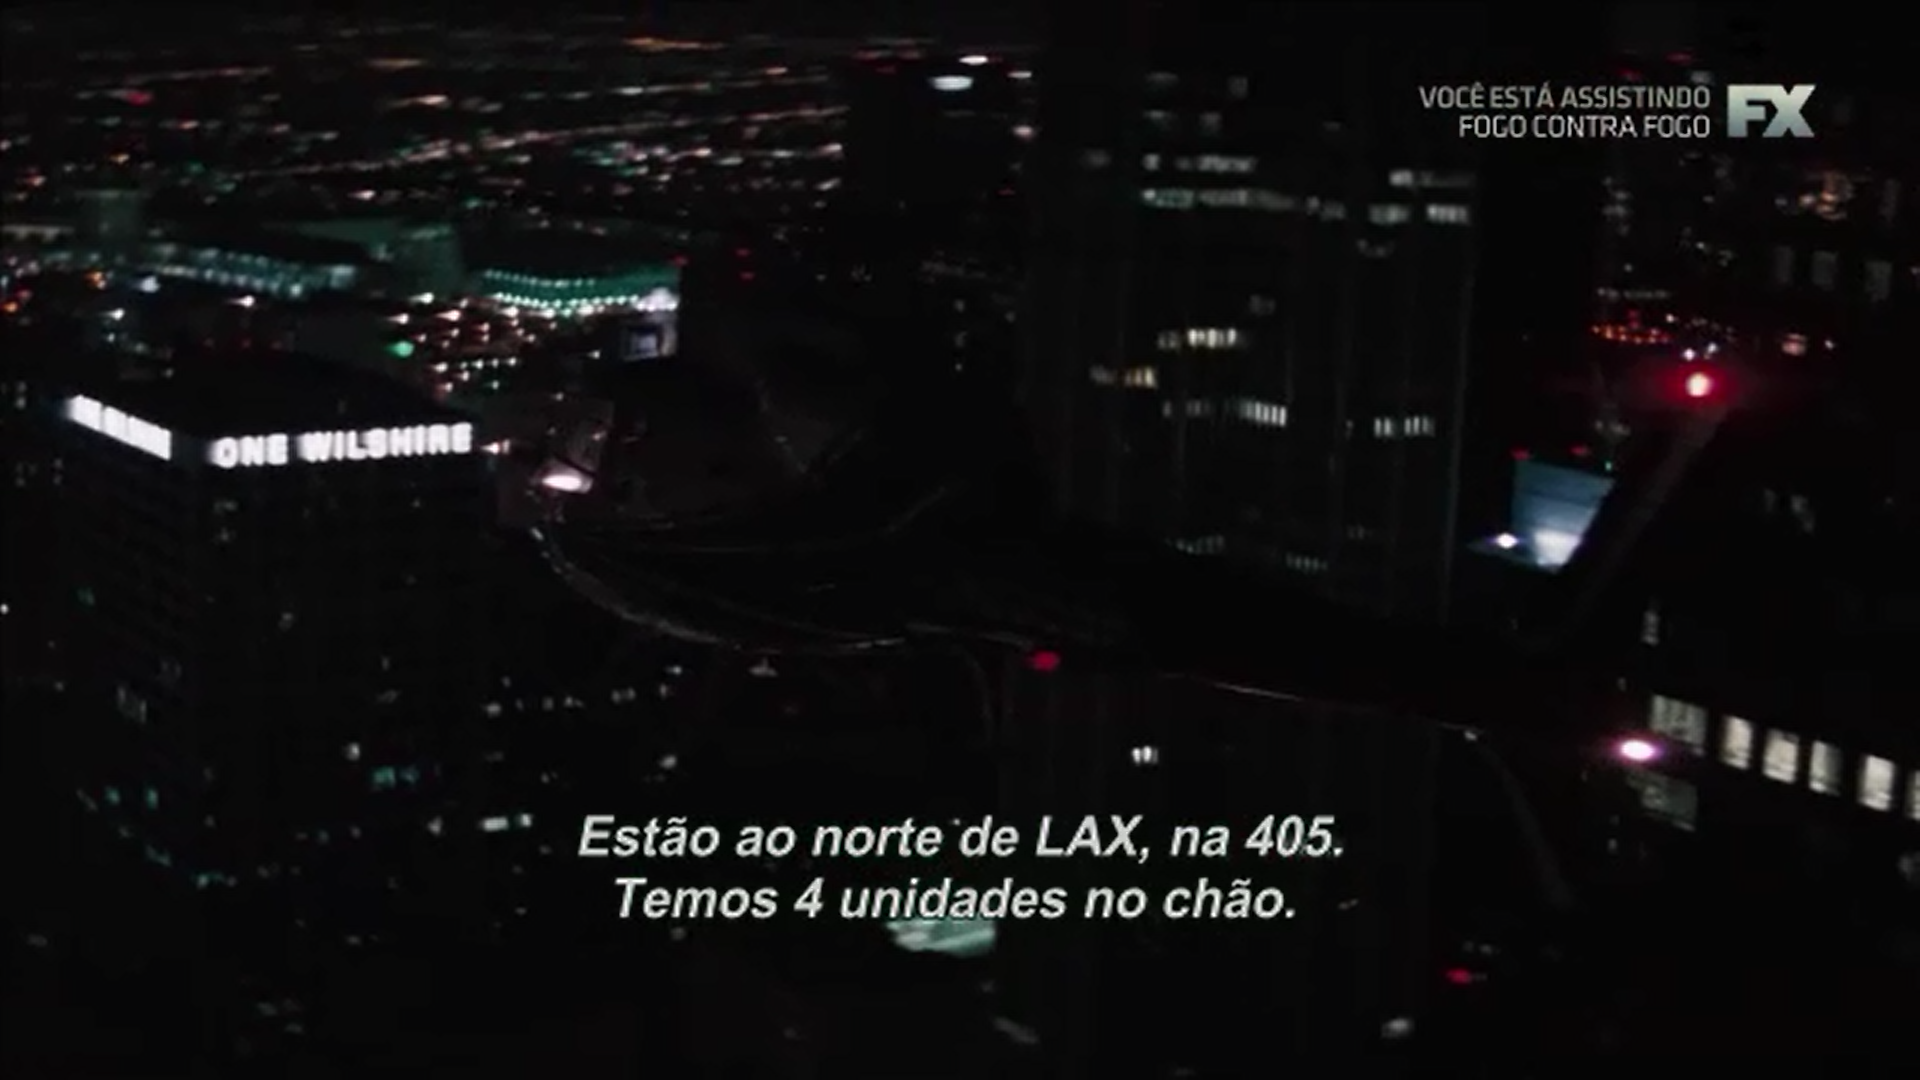 VOCÊ ESTÁ ASSISTINDO
FOGO CONTRA FOGO
FX
ONE WILSHIRE
Estão ao norte de LAX, na 405.
Temos 4 unidades no chão.